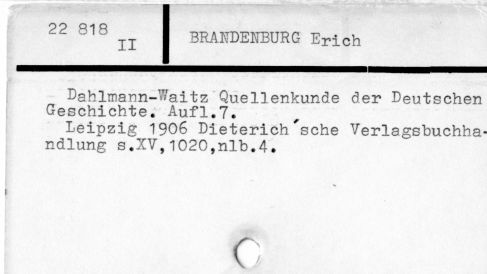 22 818
II
BRANDENBURG Erich
Dahlmann-Waitz Quellenkunde der Deutschen
Geschichte. Aufl.7.
Leipzig 1906 Dieterich'sche Verlagsbuchha-
ndlung s.XV,1020,nlb.4.